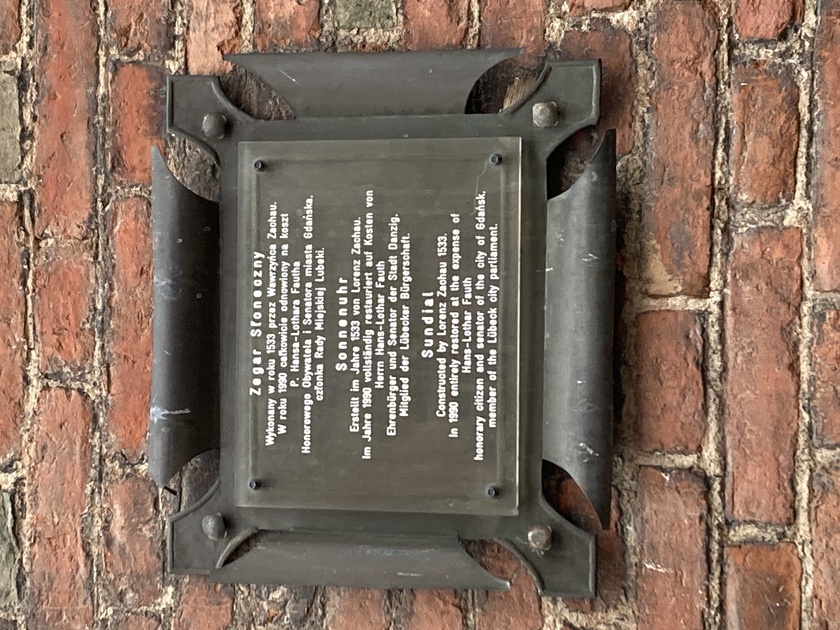 Zegar Słoneczny
Wykonany w roku 1533 przez Wawrzyńca Zachau.
W roku 1990 całkowicie odnowiony na koszt
P. Hansa-Lothara Fautha
Honorowego Obywatela i Senatora miasta Gdańska,
członka Rady Miejskiej Lubeki.
Sonnenuhr
Erstellt im Jahre 1533 von Lorenz Zachau.
Im Jahre 1990 vollständig restauriert auf Kosten von
Herrn Hans-Lothar Fauth
Ehrenbürger und Senator der Stadt Danzig,
Mitglied der Lübecker Bürgerschaft.
Sundial
Constructed by Lorenz Zachau 1533.
In 1990 entirely restored at the expense of
Hans-Lothar Fauth
honorary citizen and senator of the city of Gdańsk,
member of the Lübeck city parliament.